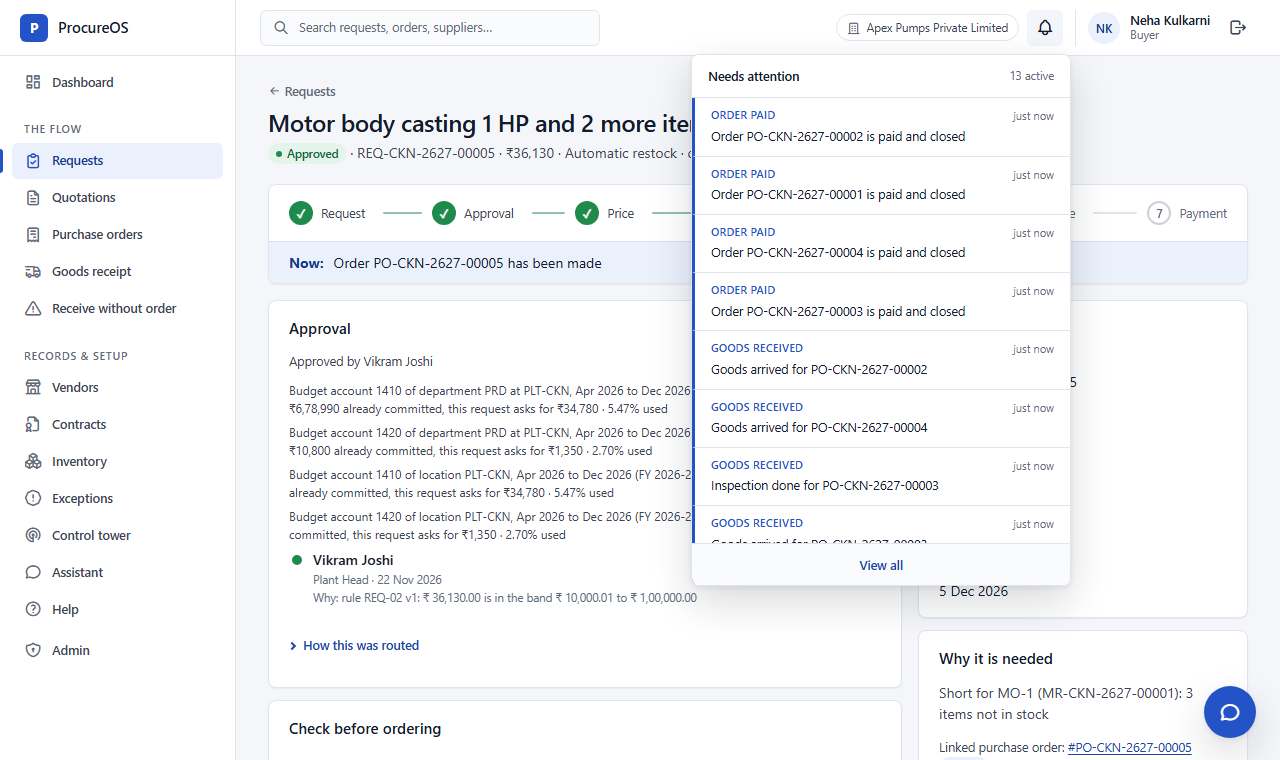 P ProcureOS
Search requests, orders, suppliers...
Apex Pumps Private Limited
NK
Neha Kulkarni
Buyer
Dashboard
THE FLOW
Requests
Quotations
Purchase orders
Goods receipt
Receive without order
RECORDS & SETUP
Vendors
Contracts
Inventory
Exceptions
Control tower
Assistant
Help
Admin
← Requests
Motor body casting 1 HP and 2 more
Approved · REQ-CKN-2627-00005 · ₹36,130 · Automatic restock ·
Request
Approval
Price
7 Payment
Now: Order PO-CKN-2627-00005 has been made
Approval
Approved by Vikram Joshi
Budget account 1410 of department PRD at PLT-CKN, Apr 2026 to Dec 2026
₹6,78,990 already committed, this request asks for ₹34,780 · 5.47% used
Budget account 1420 of department PRD at PLT-CKN, Apr 2026 to Dec 2026
₹10,800 already committed, this request asks for ₹1,350 · 2.70% used
Budget account 1410 of location PLT-CKN, Apr 2026 to Dec 2026 (FY 2026-2
already committed, this request asks for ₹34,780 · 5.47% used
Budget account 1420 of location PLT-CKN, Apr 2026 to Dec 2026 (FY 2026-2
committed, this request asks for ₹1,350 · 2.70% used
Vikram Joshi
Plant Head · 22 Nov 2026
Why: rule REQ-02 v1: ₹ 36,130.00 is in the band ₹ 10,000.01 to ₹ 1,00,000.00
How this was routed
Check before ordering
Needs attention
13 active
ORDER PAID
just now
Order PO-CKN-2627-00002 is paid and closed
ORDER PAID
just now
Order PO-CKN-2627-00001 is paid and closed
ORDER PAID
just now
Order PO-CKN-2627-00004 is paid and closed
ORDER PAID
just now
Order PO-CKN-2627-00003 is paid and closed
GOODS RECEIVED
just now
Goods arrived for PO-CKN-2627-00002
GOODS RECEIVED
just now
Goods arrived for PO-CKN-2627-00004
GOODS RECEIVED
just now
Inspection done for PO-CKN-2627-00003
GOODS RECEIVED
just now
View all
5 Dec 2026
Why it is needed
Short for MO-1 (MR-CKN-2627-00001): 3
items not in stock
Linked purchase order: #PO-CKN-2627-00005